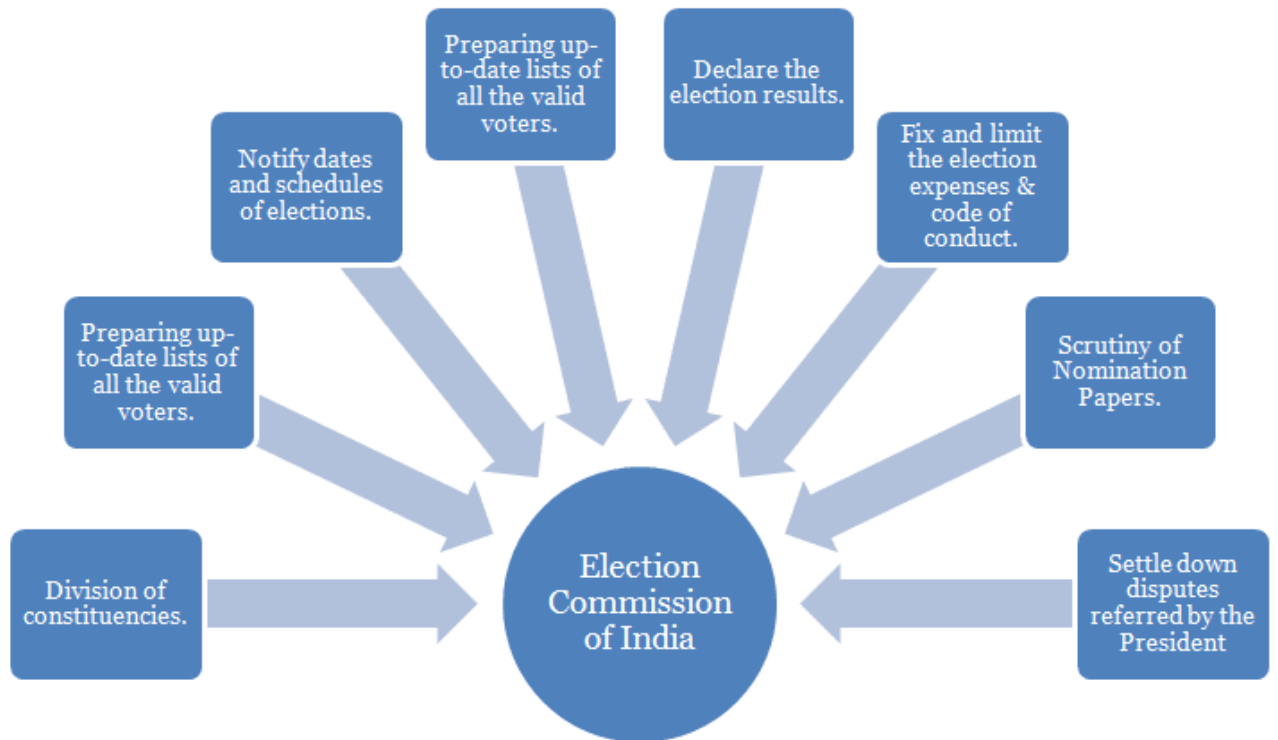 Division of
constituencies.
Preparing up-
to-date lists of
all the valid
voters.
Notify dates
and schedules
of elections.
Preparing up-
to-date lists of
all the valid
voters.
Declare the
election results.
Fix and limit
the election
expenses &
code of
conduct.
Scrutiny of
Nomination
Papers.
Settle down
disputes
referred by the
President
Election
Commission
of India